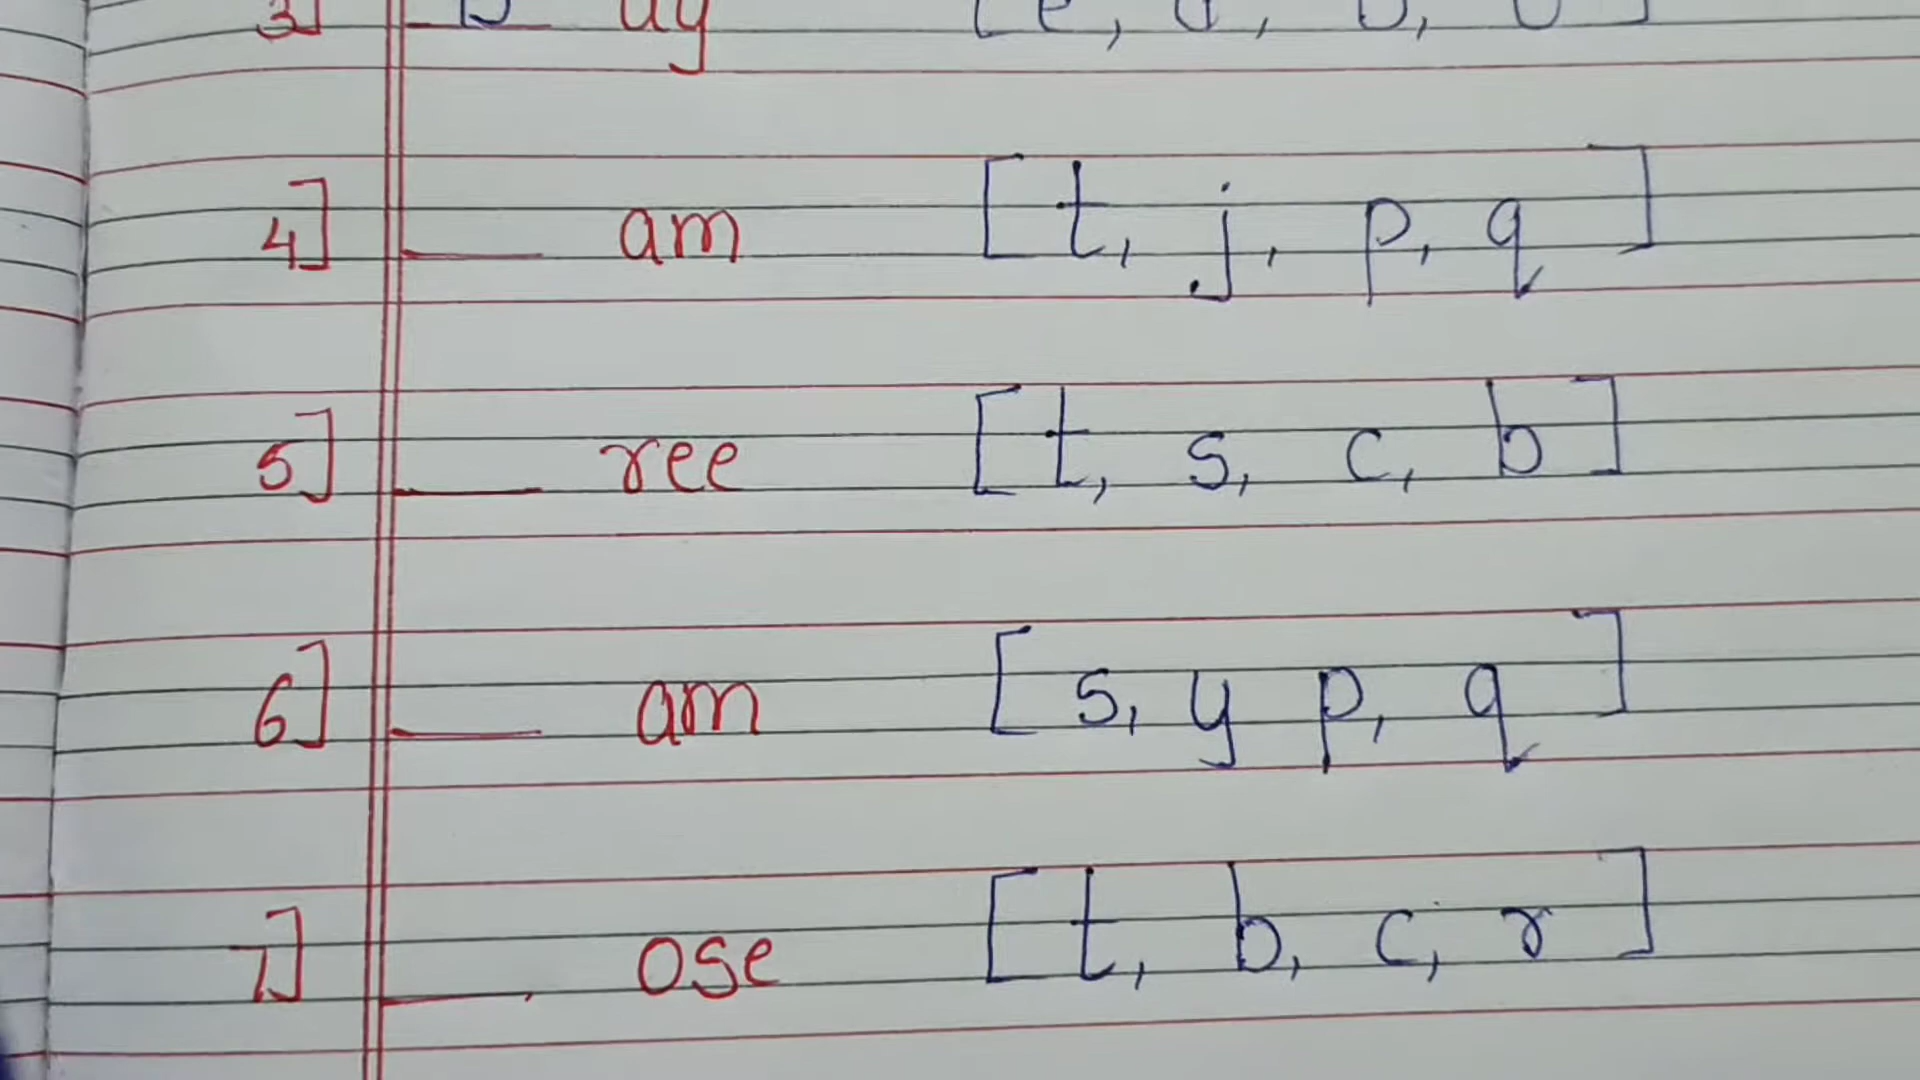 4] ___ am [t, j, p, q]
5] ___ ree [t, s, c, b]
6] ___ am [s, y p, q]
7] ___ ose [t, b, c, r]